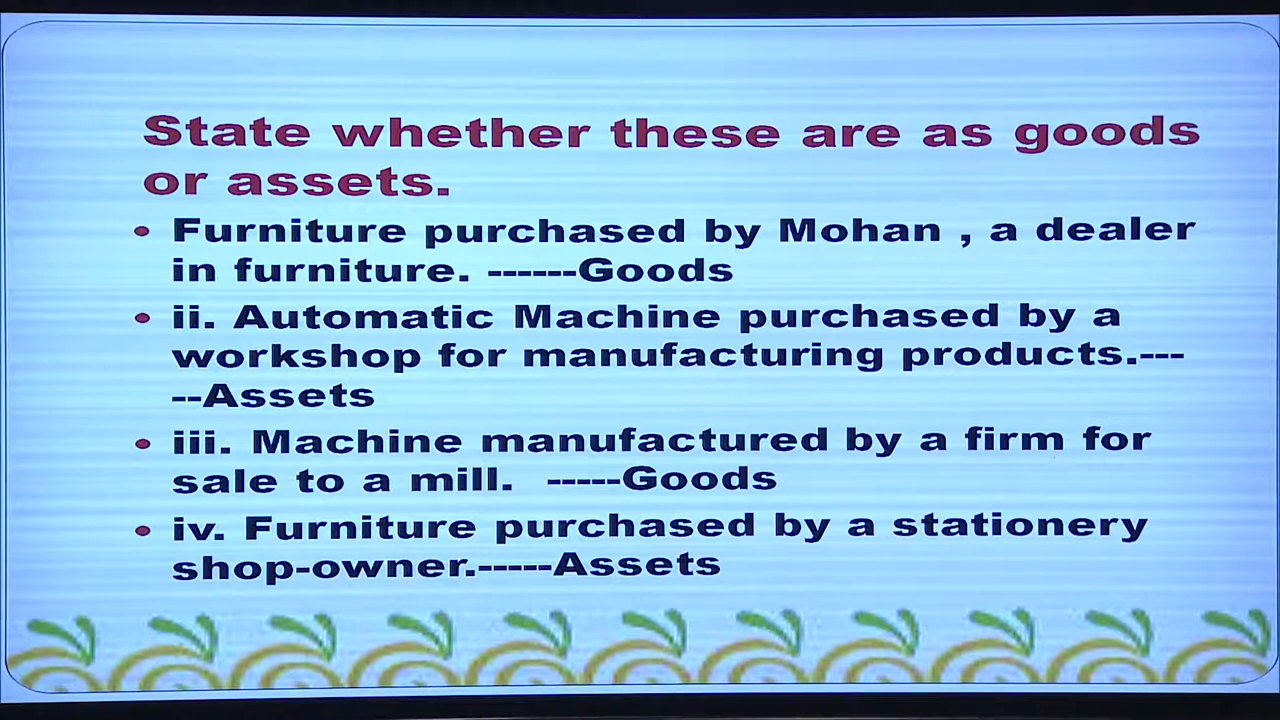 State whether these are as goods
or assets.
• Furniture purchased by Mohan , a dealer
in furniture. ------Goods
• ii. Automatic Machine purchased by a
workshop for manufacturing products.---
--Assets
• iii. Machine manufactured by a firm for
sale to a mill. -----Goods
• iv. Furniture purchased by a stationery
shop-owner.-----Assets